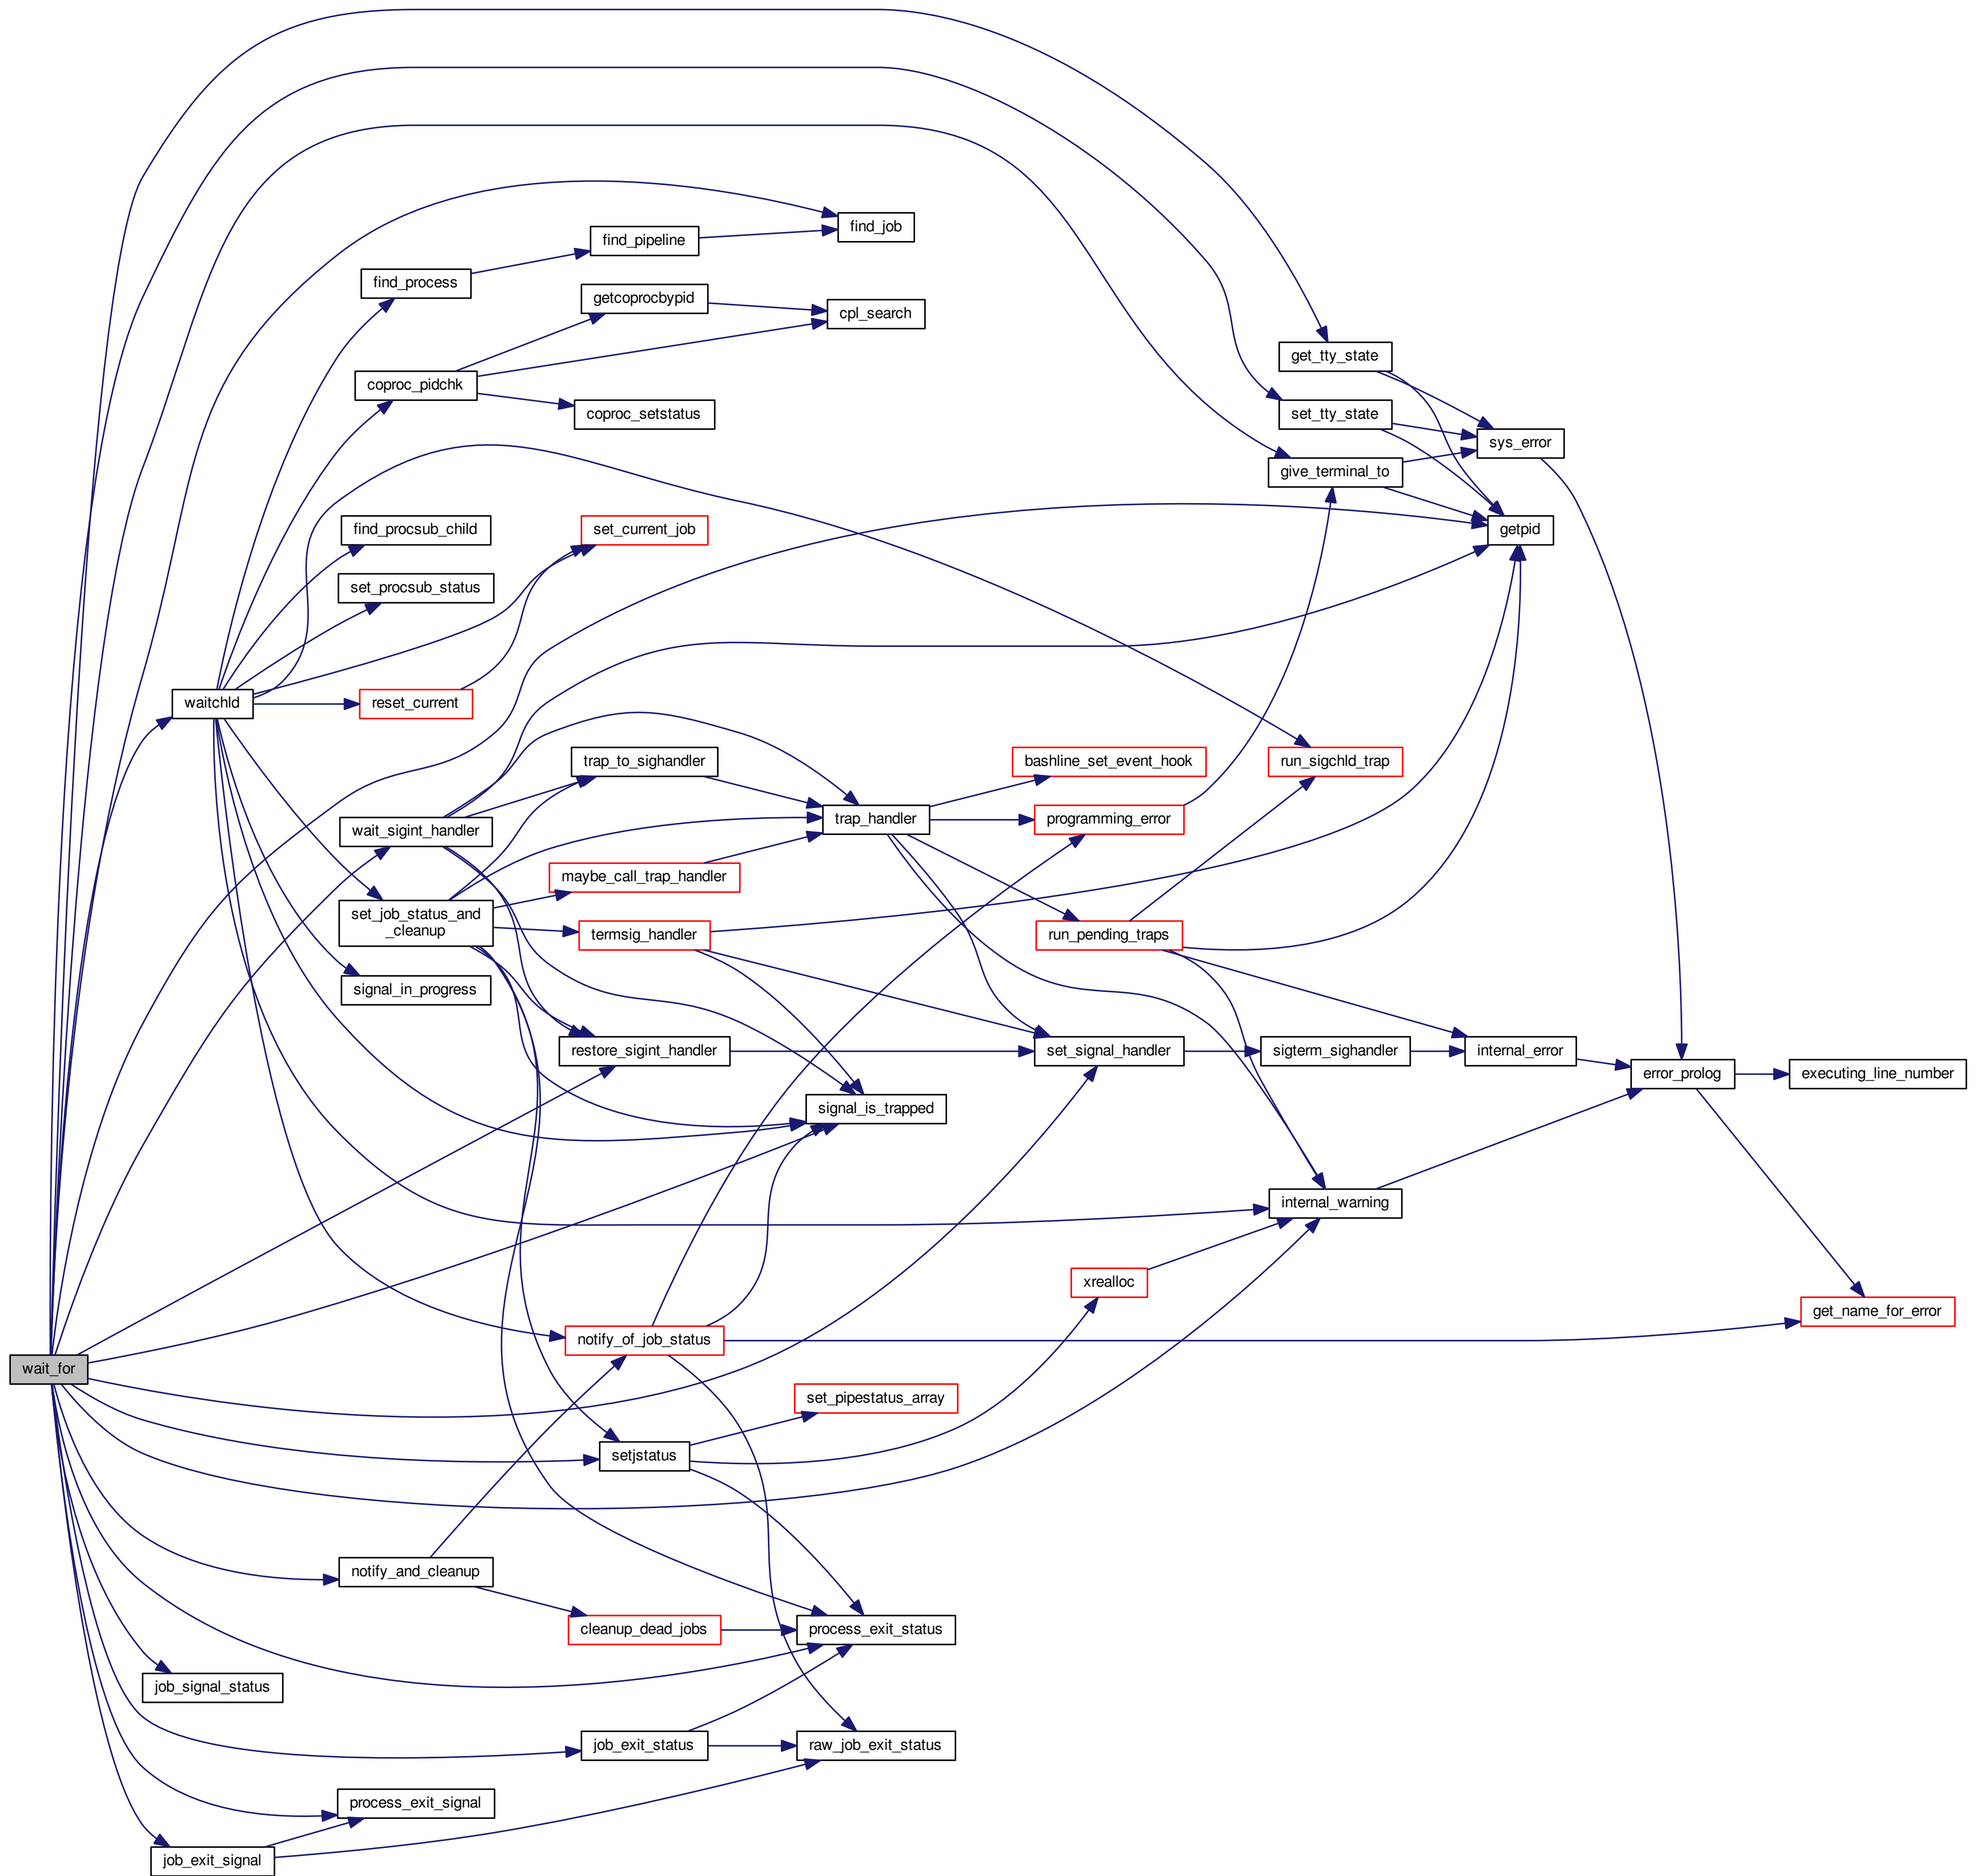 find_job
find_pipeline
find_process
getcoprocbypid
cpl_search
get_tty_state
coproc_pidchk
coproc_setstatus
set_tty_state
sys_error
give_terminal_to
find_procsub_child
set_current_job
getpid
set_procsub_status
waitchld
reset_current
trap_to_sighandler
bashline_set_event_hook
run_sigchld_trap
wait_sigint_handler
trap_handler
programming_error
maybe_call_trap_handler
set_job_status_and
_cleanup
termsig_handler
run_pending_traps
signal_in_progress
restore_sigint_handler
set_signal_handler
sigterm_sighandler
internal_error
error_prolog
executing_line_number
signal_is_trapped
internal_warning
xrealloc
get_name_for_error
notify_of_job_status
wait_for
set_pipestatus_array
setjstatus
notify_and_cleanup
cleanup_dead_jobs
process_exit_status
job_signal_status
job_exit_status
raw_job_exit_status
process_exit_signal
job_exit_signal